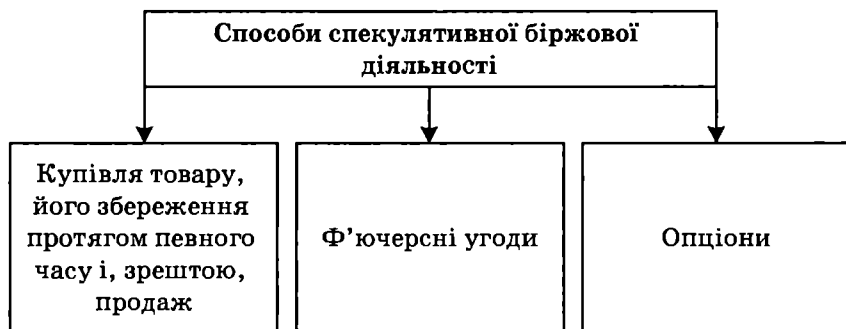 Способи спекулятивної біржової
діяльності
Купівля товару,
його збереження
протягом певного
часу і, зрештою,
продаж
Ф'ючерсні угоди
Опціони